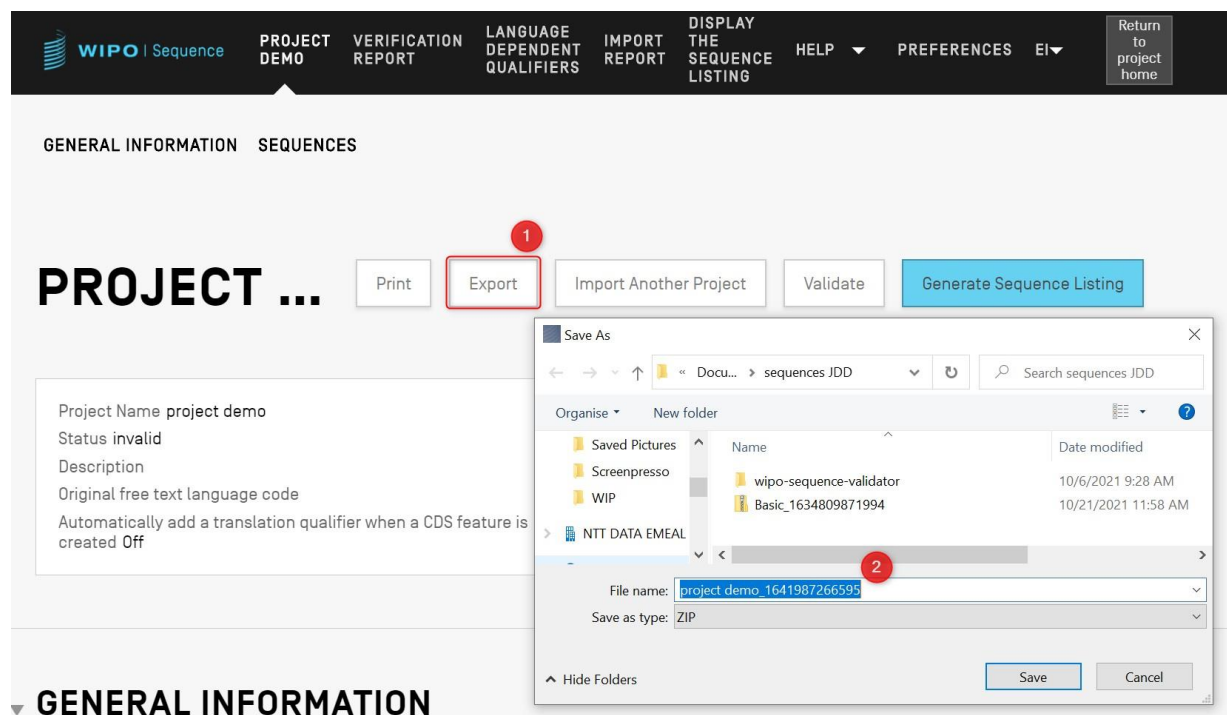 WIPO | Sequence
PROJECT DEMO
VERIFICATION REPORT
LANGUAGE DEPENDENT QUALIFIERS
IMPORT REPORT
DISPLAY THE SEQUENCE LISTING
HELP
PREFERENCES
EI
Return to project home
GENERAL INFORMATION SEQUENCES
1
PROJECT ...
Print
Export
Import Another Project
Validate
Generate Sequence Listing
Project Name project demo
Status invalid
Description
Original free text language code
Automatically add a translation qualifier when a CDS feature is
created Off
Save As
« Docu... > sequences JDD
Search sequences JDD
Organise
New folder
?
Saved Pictures
Screenpresso
WIP
NTT DATA EMEAL
Name
Date modified
wipo-sequence-validator 10/6/2021 9:28 AM
Basic_1634809871994 10/21/2021 11:58 AM
2
File name: project demo_1641987266595
Save as type: ZIP
Hide Folders
Save
Cancel
GENERAL INFORMATION